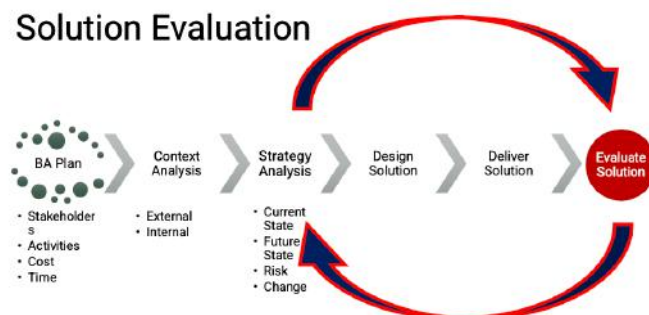 Solution Evaluation
BA Plan
• Stakeholder
s
• Activities
• Cost
• Time
Context
Analysis
• External
• Internal
Strategy
Analysis
• Current
State
• Future
State
• Risk
• Change
Design
Solution
Deliver
Solution
Evaluate
Solution